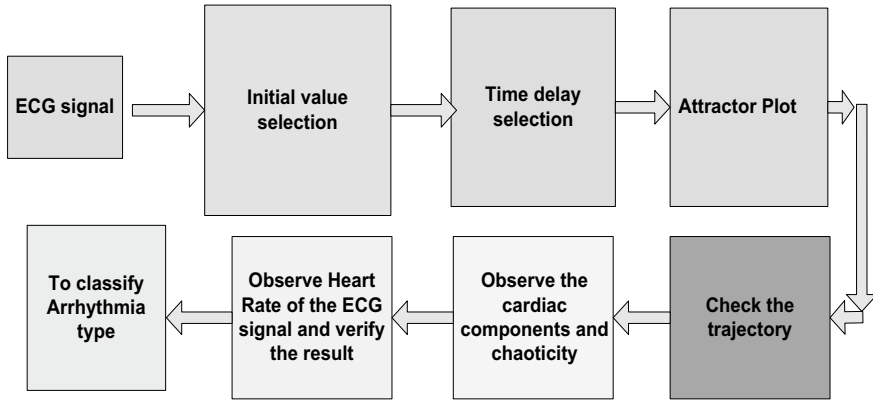 ECG signal
Initial value
selection
Time delay
selection
Attractor Plot
Check the
trajectory
Observe the
cardiac
components and
chaoticity
Observe Heart
Rate of the ECG
signal and verify
the result
To classify
Arrhythmia
type